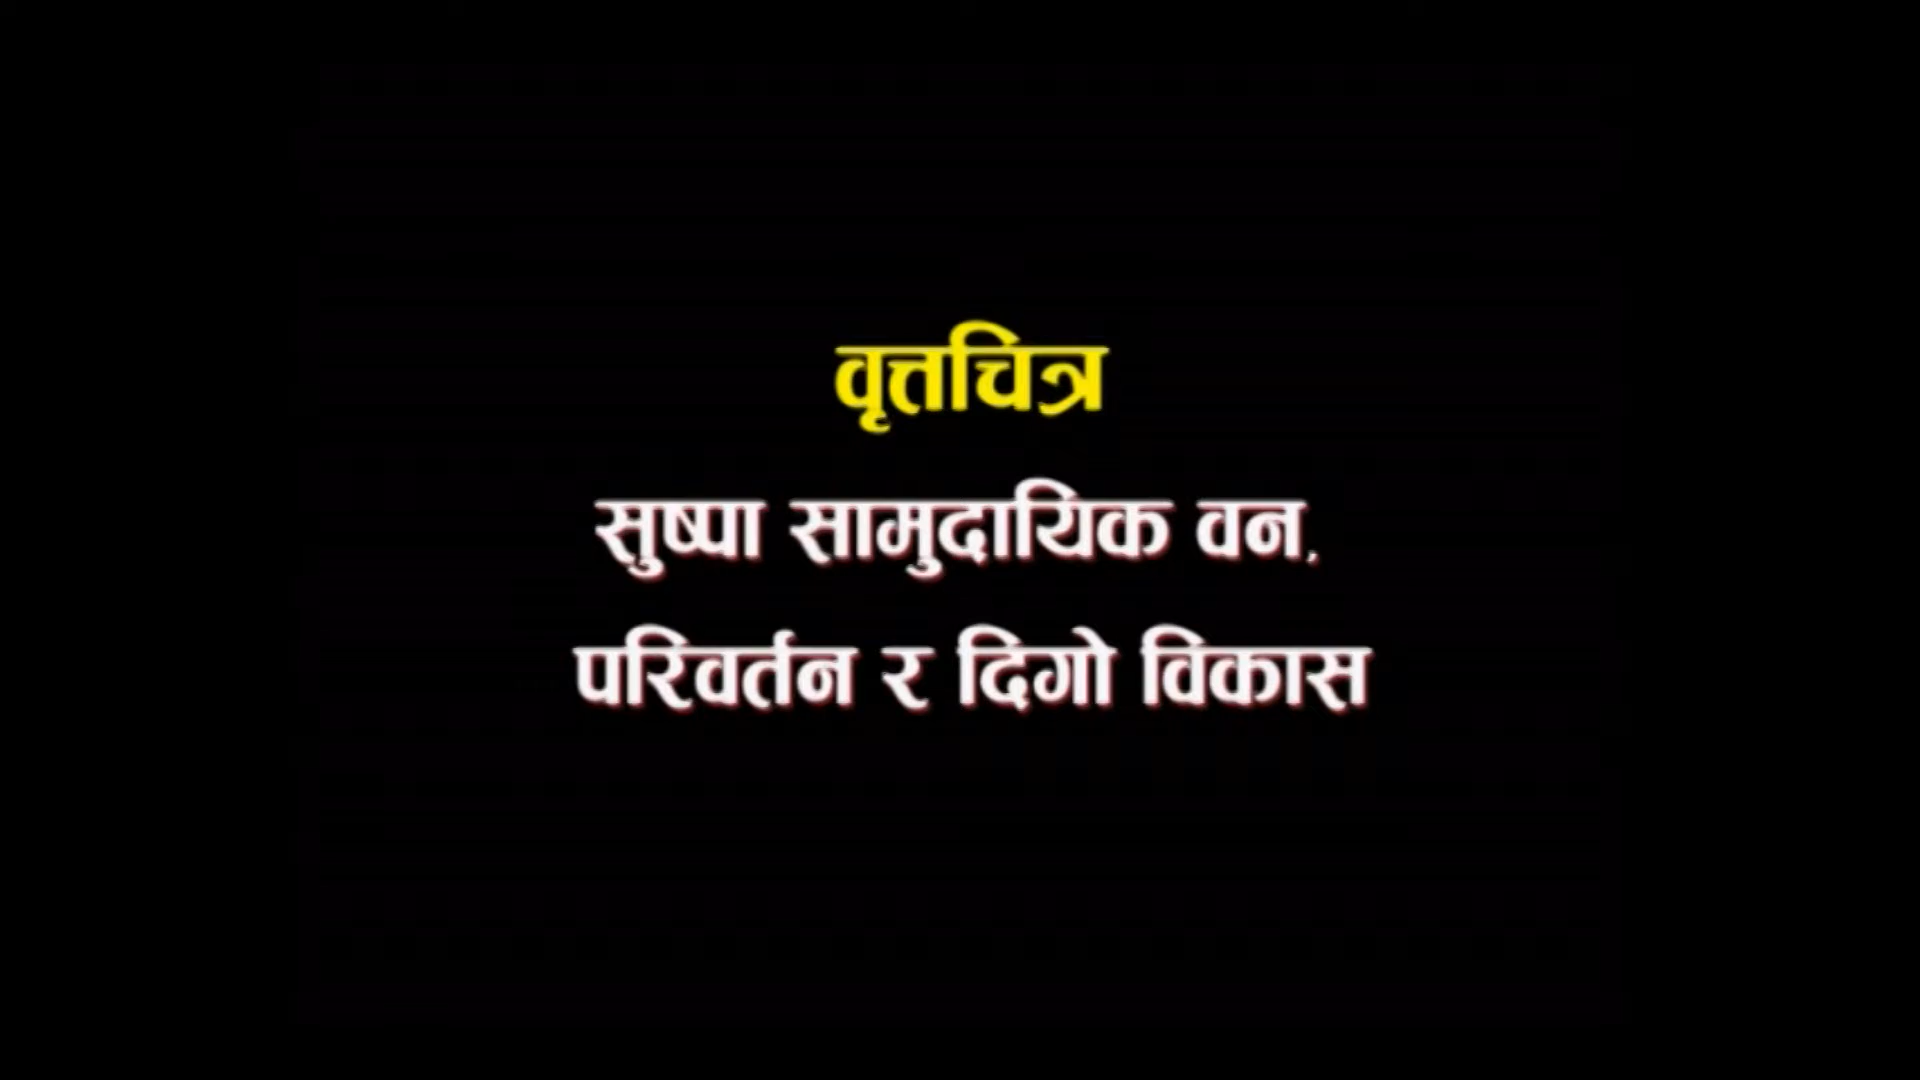 वृत्तचित्र
सुष्पा सामुदायिक वन,
परिवर्तन र दिगो विकास